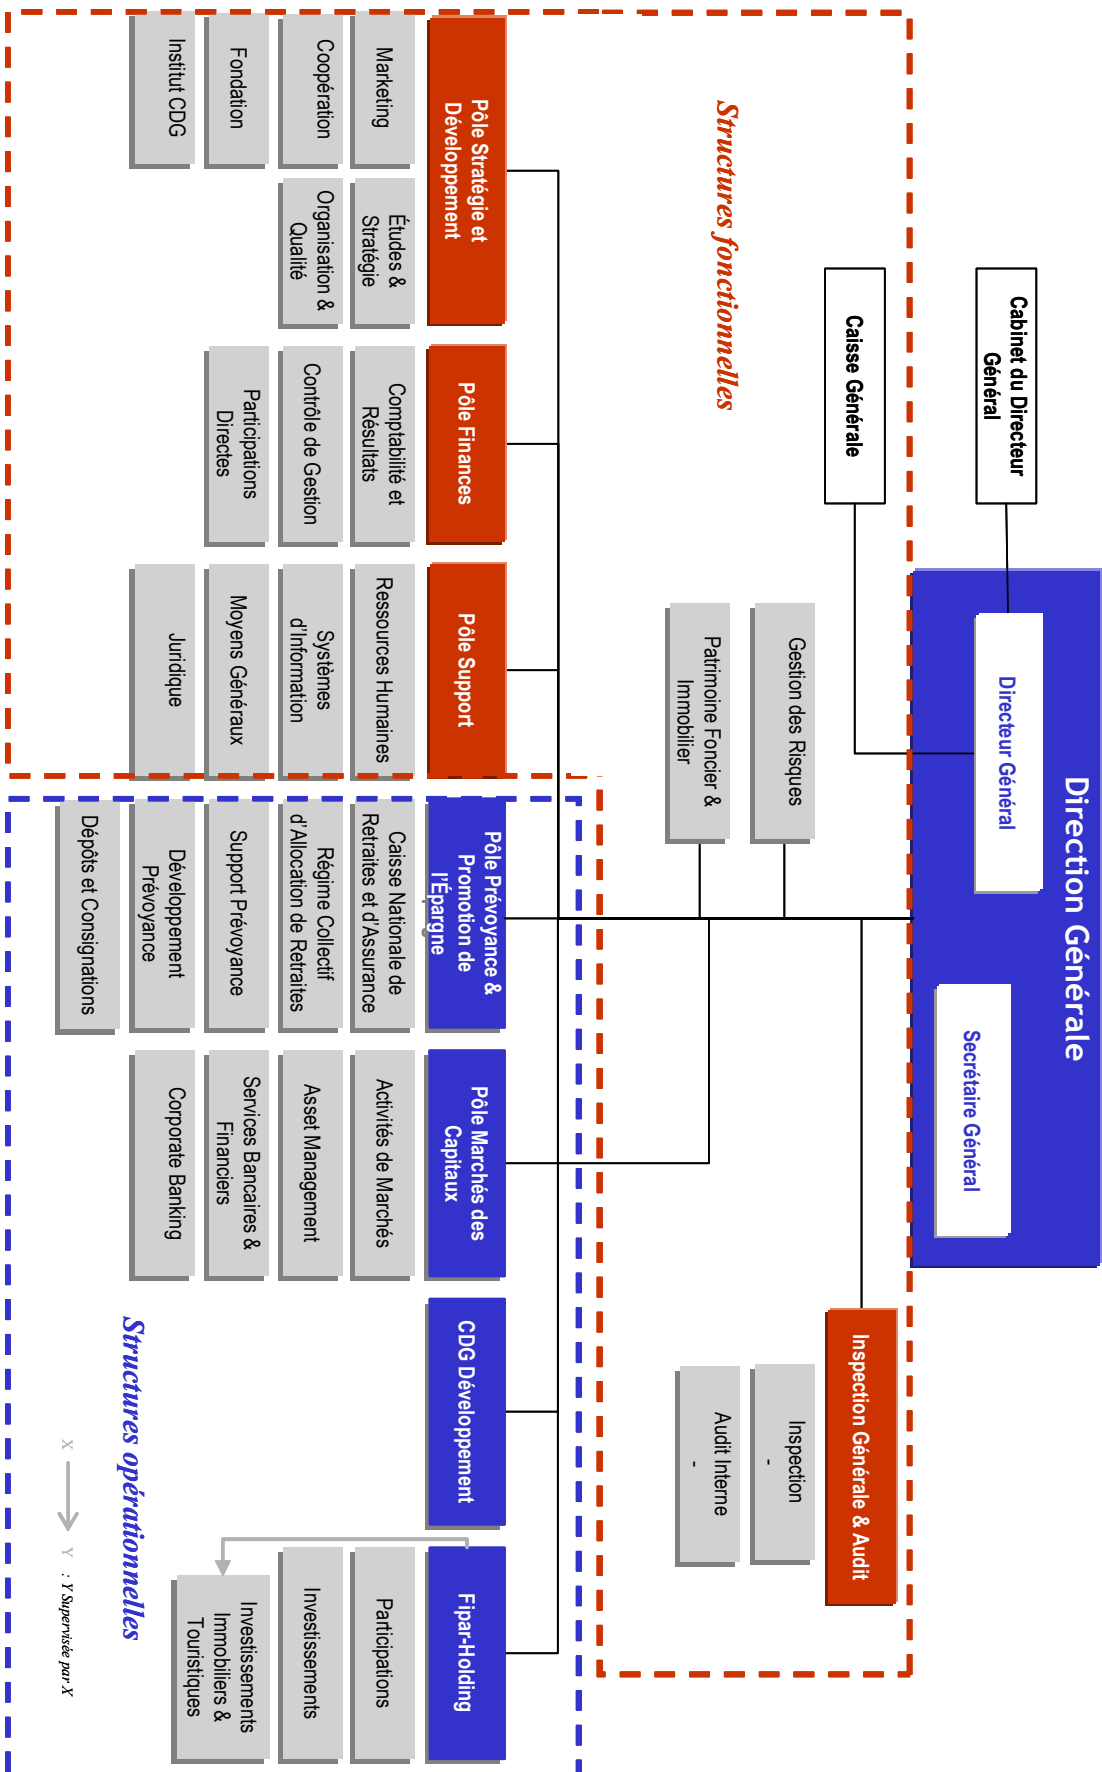 Direction Générale
Directeur Général
Secrétaire Général
Cabinet du Directeur
Général
Caisse Générale
Structures fonctionnelles
Inspection Générale & Audit
Inspection
-
Audit Interne
-
Gestion des Risques
Patrimoine Foncier &
Immobilier
Pôle Stratégie et
Développement
Marketing
Études &
Stratégie
Coopération
Organisation &
Qualité
Fondation
Institut CDG
Pôle Finances
Comptabilité et
Résultats
Contrôle de Gestion
Participations
Directes
Pôle Support
Ressources Humaines
Systèmes
d'Information
Moyens Généraux
Juridique
Pôle Prévoyance &
Promotion de
l'Épargne
Caisse Nationale de
Retraites et d'Assurance
Régime Collectif
d'Allocation de Retraites
Support Prévoyance
Développement
Prévoyance
Dépôts et Consignations
Pôle Marchés des
Capitaux
Activités de Marchés
Asset Management
Services Bancaires &
Financiers
Corporate Banking
CDG Développement
Fipar-Holding
Participations
Investissements
Investissements
Immobiliers &
Touristiques
Structures opérationnelles
X Y : Y Supervisée par X